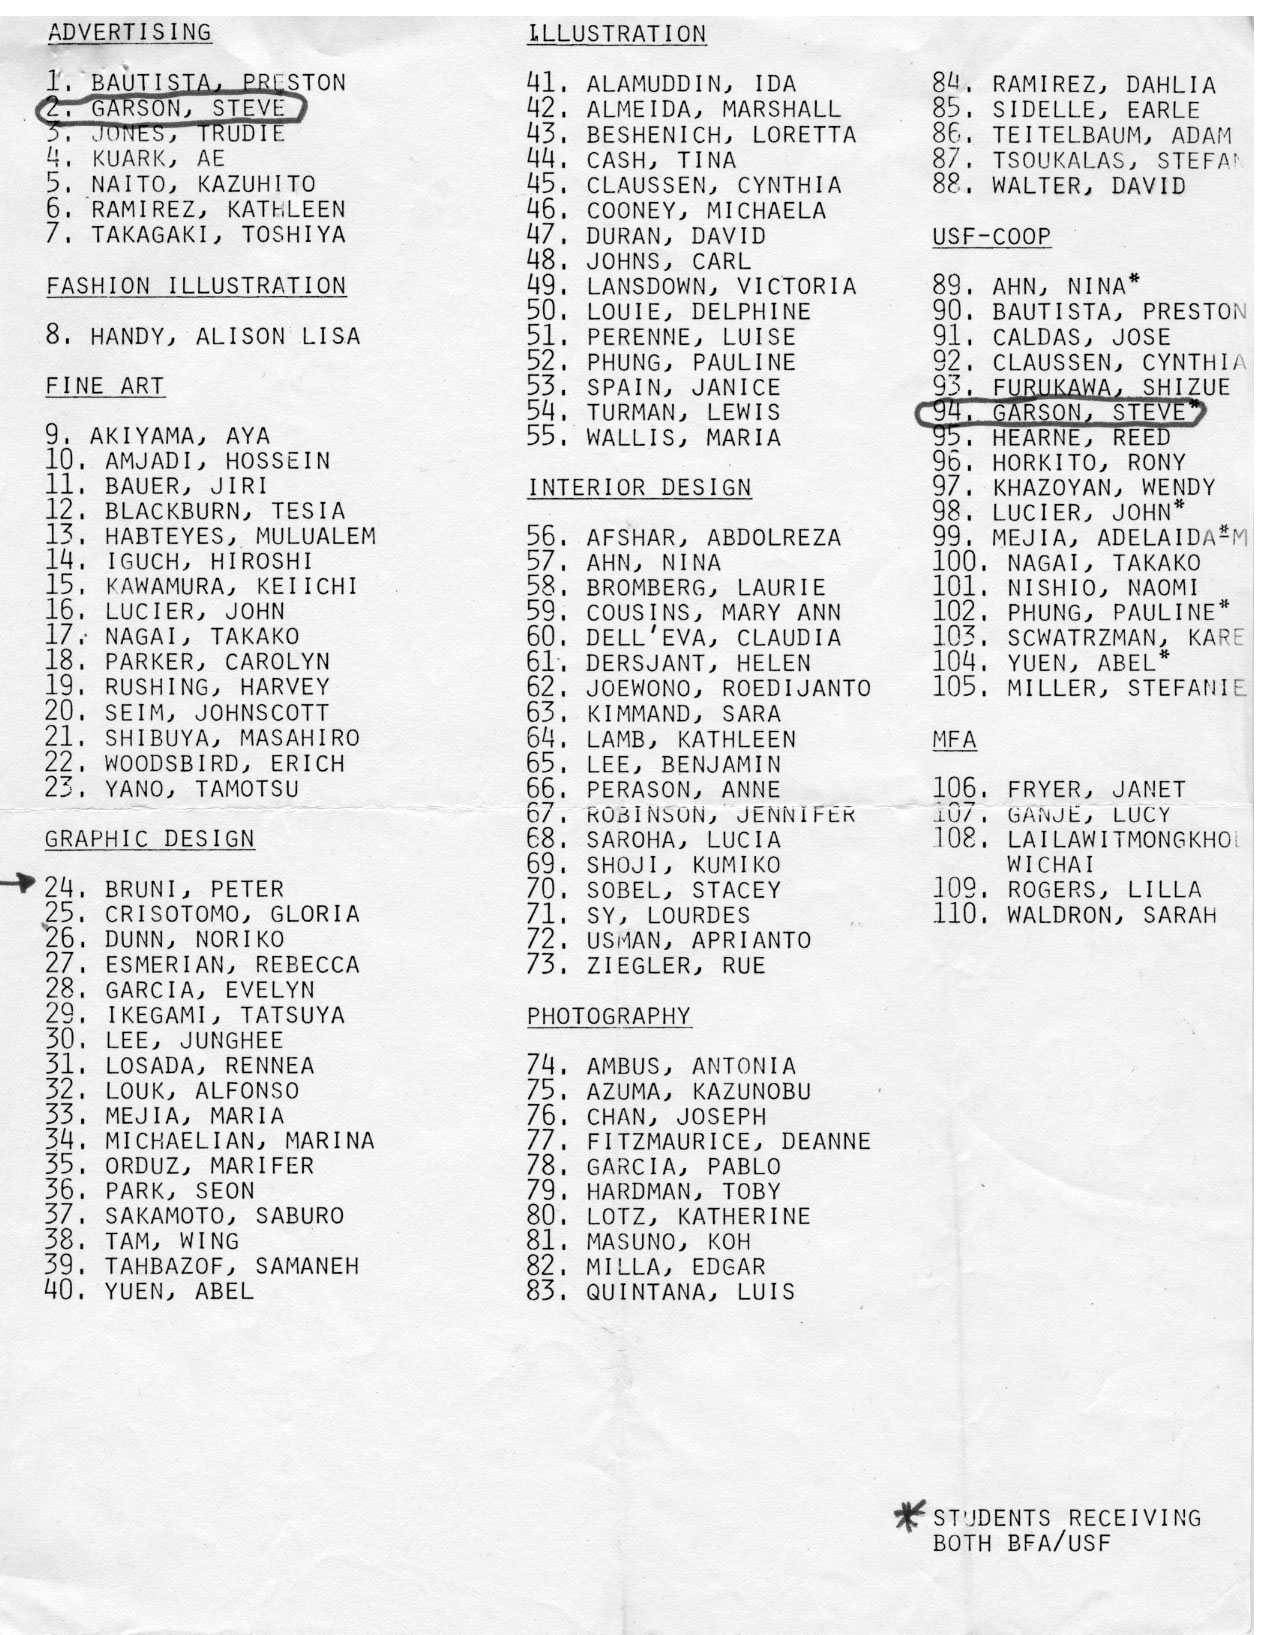 ADVERTISING
1. BAUTISTA, PRESTON
2. GARSON, STEVE
3. JONES, TRUDIE
4. KUARK, AE
5. NAITO, KAZUHITO
6. RAMIREZ, KATHLEEN
7. TAKAGAKI, TOSHIYA
FASHION ILLUSTRATION
8. HANDY, ALISON LISA
FINE ART
9. AKIYAMA, AYA
10. AMJADI, HOSSEIN
11. BAUER, JIRI
12. BLACKBURN, TESIA
13. HABTEYES, MULUALEM
14. IGUCH, HIROSHI
15. KAWAMURA, KEIICHI
16. LUCIER, JOHN
17. NAGAI, TAKAKO
18. PARKER, CAROLYN
19. RUSHING, HARVEY
20. SEIM, JOHNSCOTT
21. SHIBUYA, MASAHIRO
22. WOODSBIRD, ERICH
23. YANO, TAMOTSU
GRAPHIC DESIGN
24. BRUNI, PETER
25. CRISOTOMO, GLORIA
26. DUNN, NORIKO
27. ESMERIAN, REBECCA
28. GARCIA, EVELYN
29. IKEGAMI, TATSUYA
30. LEE, JUNGHEE
31. LOSADA, RENNEA
32. LOUK, ALFONSO
33. MEJIA, MARIA
34. MICHAELIAN, MARINA
35. ORDUZ, MARIFER
36. PARK, SEON
37. SAKAMOTO, SABURO
38. TAM, WING
39. TAHBAZOF, SAMANEH
40. YUEN, ABEL
ILLUSTRATION
41. ALAMUDDIN, IDA
42. ALMEIDA, MARSHALL
43. BESHENICH, LORETTA
44. CASH, TINA
45. CLAUSSEN, CYNTHIA
46. COONEY, MICHAELA
47. DURAN, DAVID
48. JOHNS, CARL
49. LANSDOWN, VICTORIA
50. LOUIE, DELPHINE
51. PERENNE, LUISE
52. PHUNG, PAULINE
53. SPAIN, JANICE
54. TURMAN, LEWIS
55. WALLIS, MARIA
INTERIOR DESIGN
56. AFSHAR, ABDOLREZA
57. AHN, NINA
58. BROMBERG, LAURIE
59. COUSINS, MARY ANN
60. DELL'EVA, CLAUDIA
61. DERSJANT, HELEN
62. JOEWONO, ROEDIJANTO
63. KIMMAND, SARA
64. LAMB, KATHLEEN
65. LEE, BENJAMIN
66. PERASON, ANNE
67. ROBINSON, JENNIFER
68. SAROHA, LUCIA
69. SHOJI, KUMIKO
70. SOBEL, STACEY
71. SY, LOURDES
72. USMAN, APRIANTO
73. ZIEGLER, RUE
PHOTOGRAPHY
74. AMBUS, ANTONIA
75. AZUMA, KAZUNOBU
76. CHAN, JOSEPH
77. FITZMAURICE, DEANNE
78. GARCIA, PABLO
79. HARDMAN, TOBY
80. LOTZ, KATHERINE
81. MASUNO, KOH
82. MILLA, EDGAR
83. QUINTANA, LUIS
84. RAMIREZ, DAHLIA
85. SIDELLE, EARLE
86. TEITELBAUM, ADAM
87. TSOUKALAS, STEFAN
88. WALTER, DAVID
USF-COOP
89. AHN, NINA*
90. BAUTISTA, PRESTON
91. CALDAS, JOSE
92. CLAUSSEN, CYNTHIA
93. FURUKAWA, SHIZUE
94. GARSON, STEVE*
95. HEARNE, REED
96. HORKITO, RONY
97. KHAZOYAN, WENDY
98. LUCIER, JOHN*
99. MEJIA, ADELAIDA*M
100. NAGAI, TAKAKO
101. NISHIO, NAOMI
102. PHUNG, PAULINE*
103. SCWATRZMAN, KARE
104. YUEN, ABEL*
105. MILLER, STEFANIE
MFA
106. FRYER, JANET
107. GANJE, LUCY
108. LAILAWITMONGKHOL
WICHAI
109. ROGERS, LILLA
110. WALDRON, SARAH
* STUDENTS RECEIVING
BOTH BFA/USF